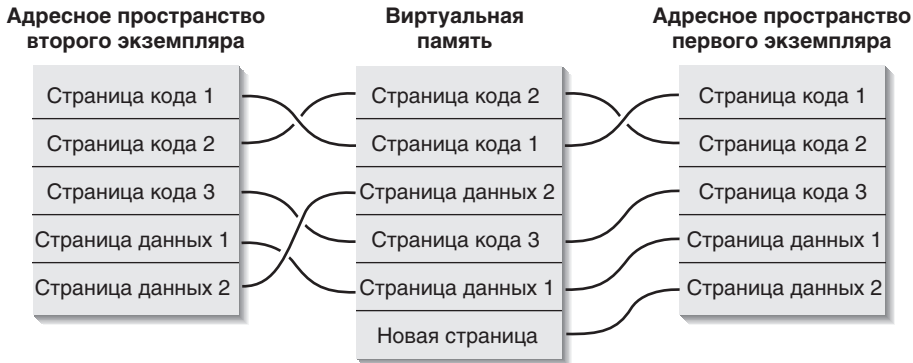 Адресное пространство
второго экземпляра
Страница кода 1
Страница кода 2
Страница кода 3
Страница данных 1
Страница данных 2
Виртуальная
память
Страница кода 2
Страница кода 1
Страница данных 2
Страница кода 3
Страница данных 1
Новая страница
Адресное пространство
первого экземпляра
Страница кода 1
Страница кода 2
Страница кода 3
Страница данных 1
Страница данных 2